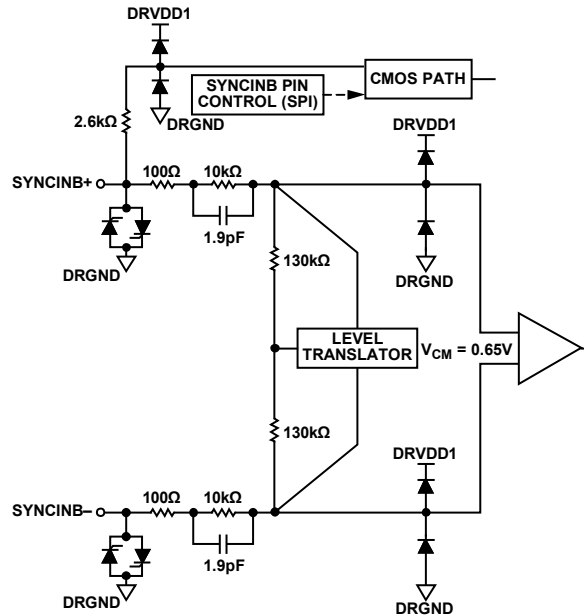 DRVDD1
CMOS PATH
SYNCINB PIN
CONTROL (SPI)
2.6kΩ
DRGND
DRVDD1
SYNCINB+
100Ω
10kΩ
1.9pF
DRGND
130kΩ
DRGND
LEVEL
TRANSLATOR
VCM = 0.65V
130kΩ
DRVDD1
SYNCINB–
100Ω
10kΩ
1.9pF
DRGND
DRGND